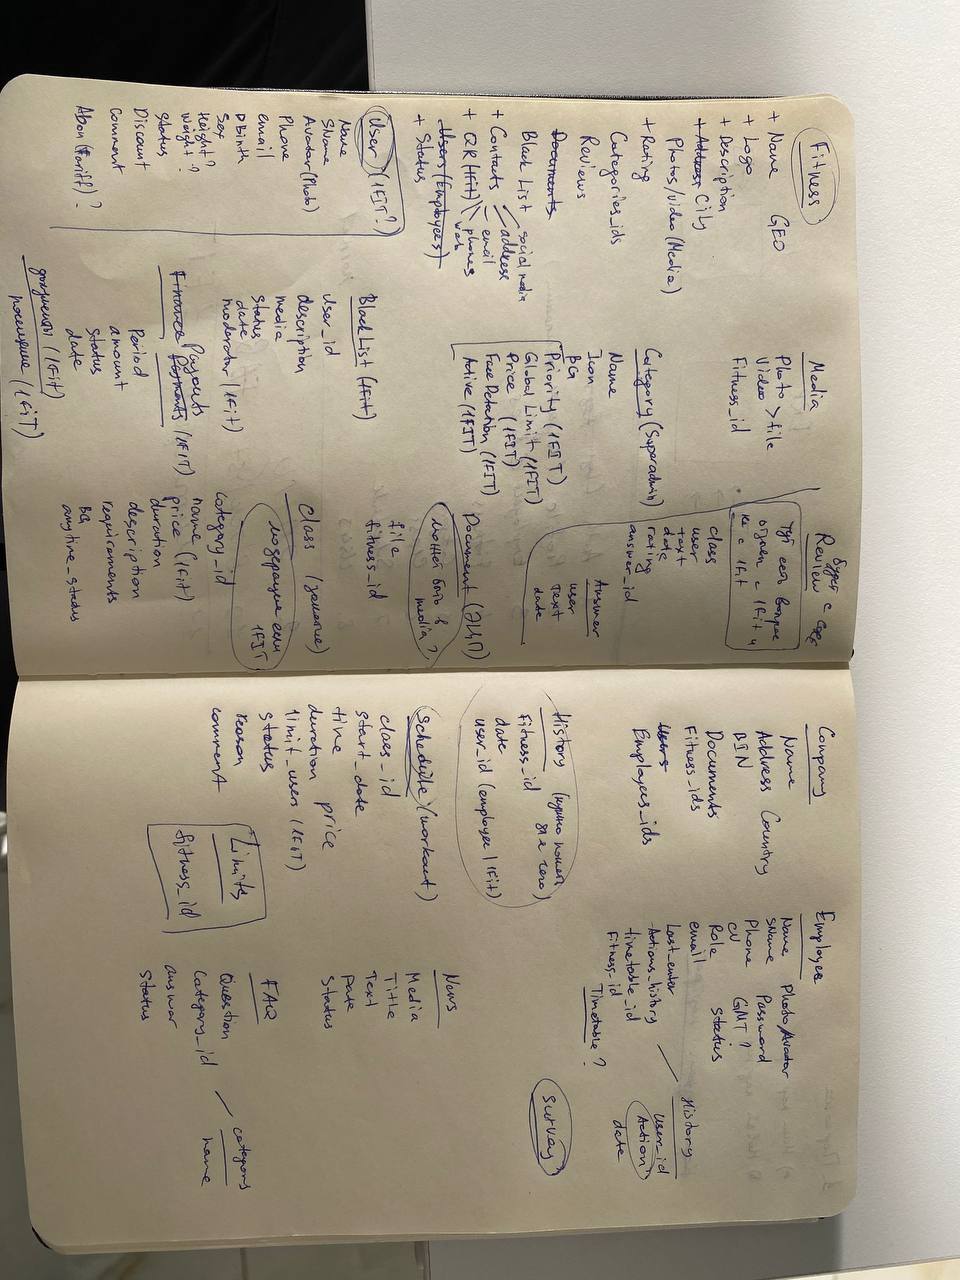 Fitness
+ Name GEO
+ Logo
+ Description
+ Address City
Photos/video (Media)
+ Rating
Categories_ids
Reviews
Documents
Black List
+ Contacts
social media
address
email
phones
web
+ QR (1Fit)
Users (Employees)
+ Status
User (1FIT?)
Name
SName
Avatar (Photo)
Phone
email
DBirth
Sex
Height?
Weight?
Status
Discount
Comment
Abon (tariff)?
Media
Photo
Video > file
Fitness_id
Category (Superadmin)
Name
Icon
BG
Priority (1FIT)
Global Limit (1FIT)
Price (1FIT)
Face Detation (1FIT)
Active (1FIT)
Black List (1Fit)
User_id
description
media
status
date
moderator (1Fit)
Payouts
Finance Payments (1FIT)
Period
amount
status
date
документы (1Fit)
посещение (1FiT)
будет с CORE
Review
Тут есть вопрос
отзывы с 1Fit и
не с 1fit
class
user
text
date
rating
answer_id
Answer
user
Text
date
Document (ЭЦП)
может быть в
media?
file
fitness_id
Class (занятие)
модерация если
1FIT
category_id
name
price (1Fit)
duration
description
requirements
BG
anytime_status
Company
Name
Address Country
BIN
Documents
Fitness_ids
Users
Employees_ids
Employee
Name Photo/Avatar
SName Password
Phone GMT?
CV status
Role
email
Last_enter
Actions_history
timetable_id
Fitness_id
Timetable?
History
user_id
Action
date
Survey
History (нужно понять
для чего)
Fitness_id
date
user_id (employee | 1Fit)
Schedule (workout)
class_id
start_date
time
duration price
limit_users (1FiT)
status
reason
comment
Limits
fitness_id
News
Media
Title
Text
Date
Status
FAQ
Question
Category_id
answar
status
categors
name